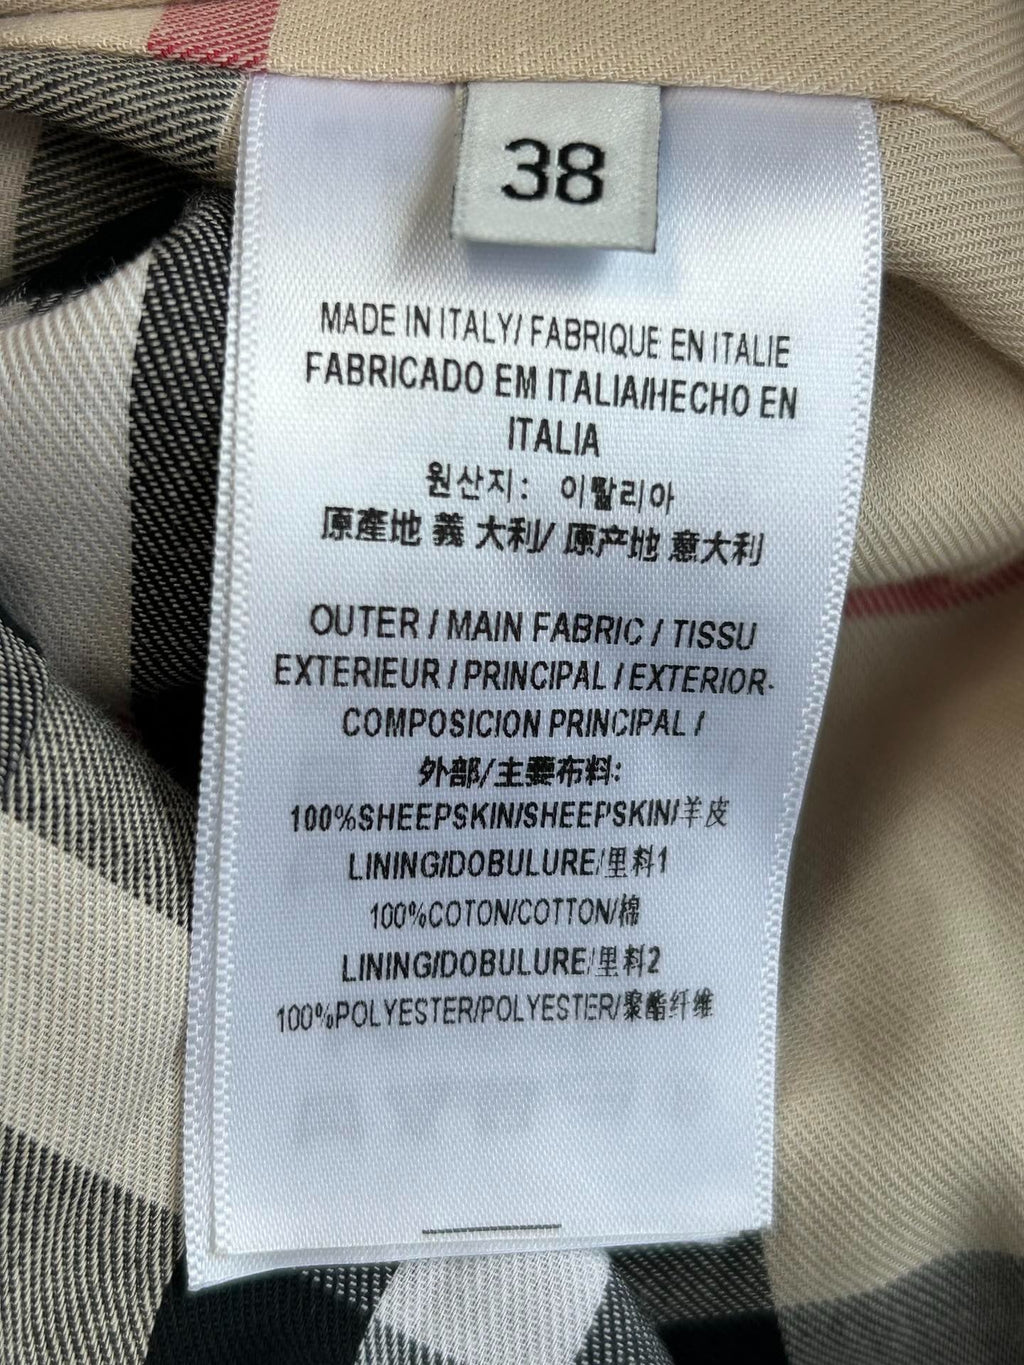 38
MADE IN ITALY/ FABRIQUE EN ITALIE
FABRICADO EM ITALIA/HECHO EN
ITALIA
원산지: 이탈리아
原產地 義 大利/ 原产地 意大利
OUTER / MAIN FABRIC / TISSU
EXTERIEUR / PRINCIPAL / EXTERIOR-
COMPOSICION PRINCIPAL /
外部/主要布料:
100%SHEEPSKIN/SHEEPSKIN/羊皮
LINING/DOBULURE/里料1
100%COTON/COTTON/棉
LINING/DOBULURE/里料2
100%POLYESTER/POLYESTER/聚酯纤维